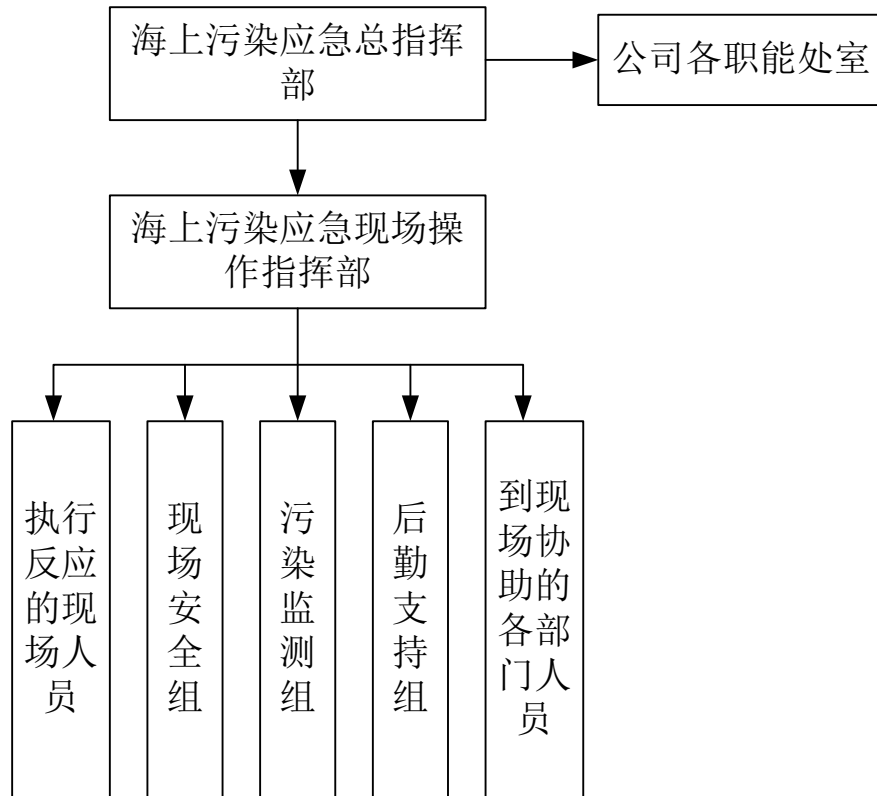 海上污染应急总指挥
部
公司各职能处室
海上污染应急现场操
作指挥部
执行
反应
的现
场人
员
现
场
安
全
组
污
染
监
测
组
后
勤
支
持
组
到现
场协
助的
各部
门人
员